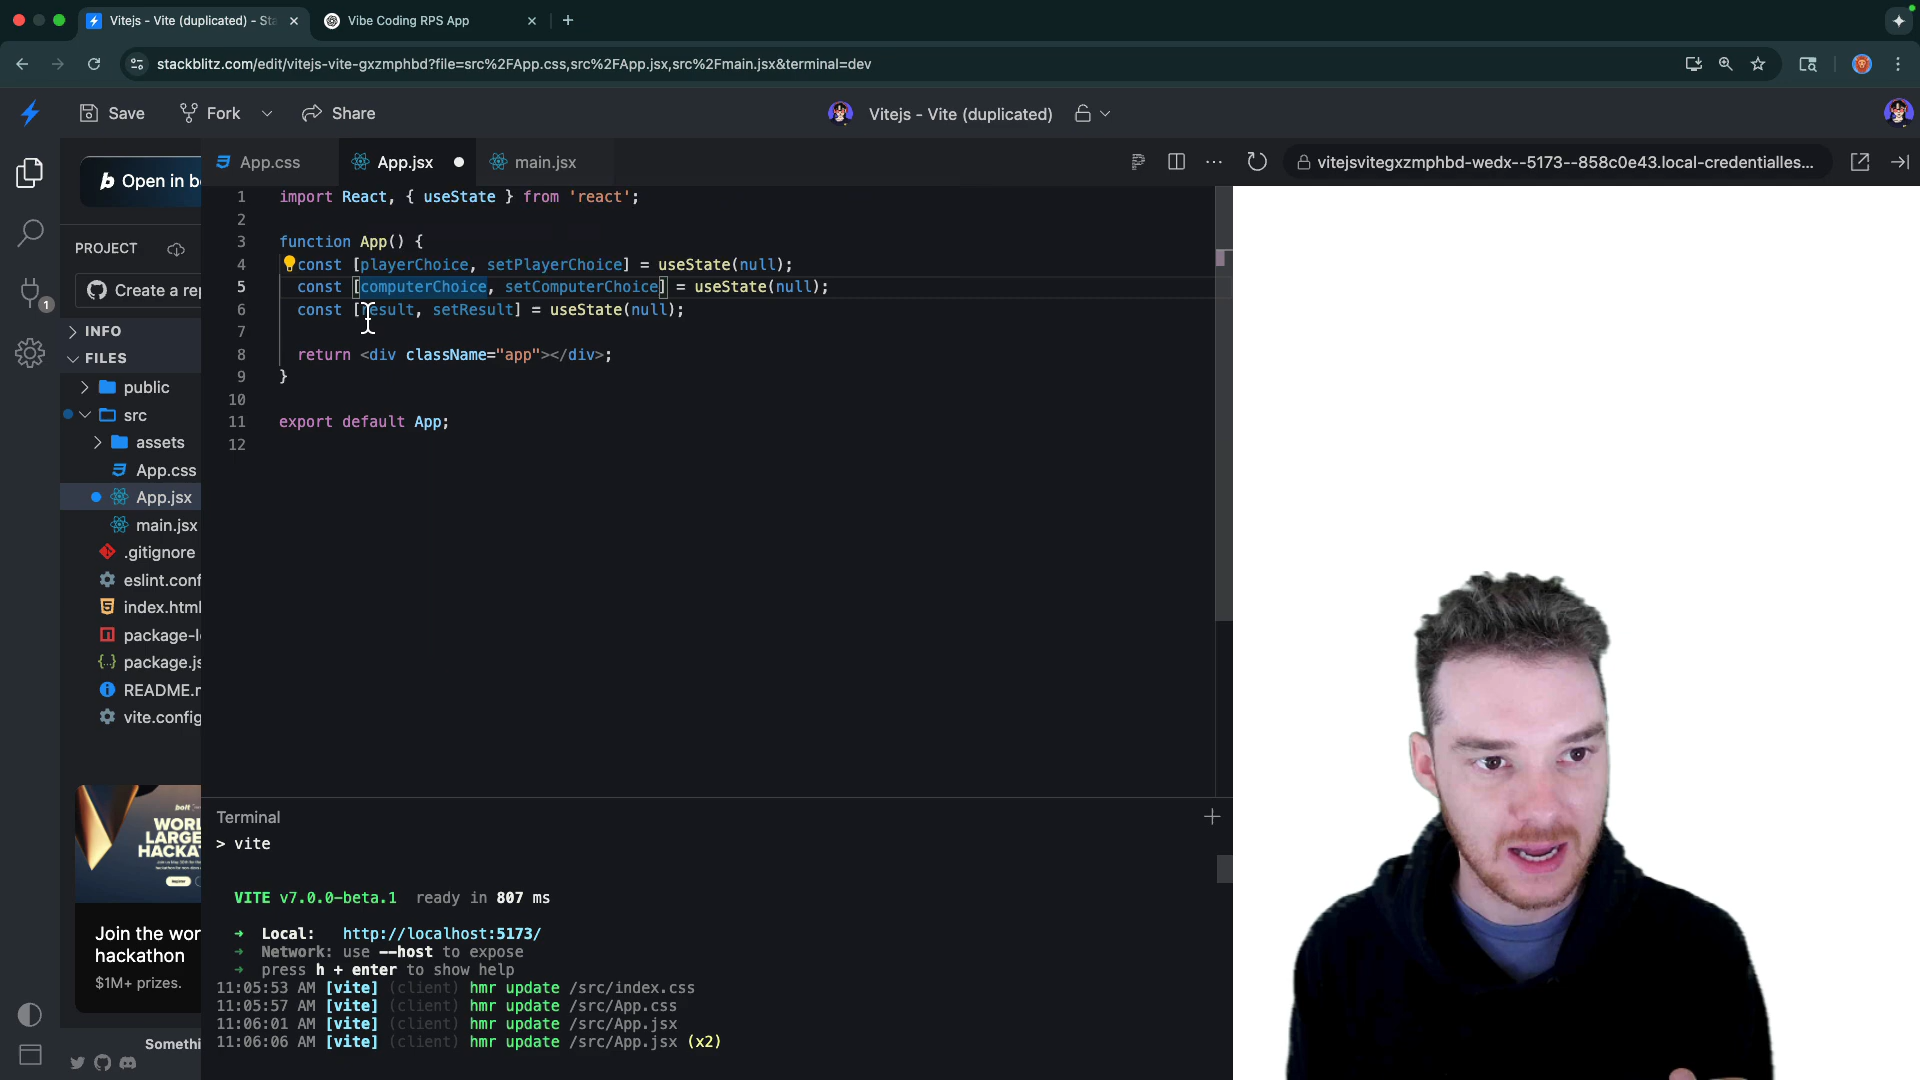 Vitejs - Vite (duplicated) - Sta
Vibe Coding RPS App
stackblitz.com/edit/vitejs-vite-gxzmphbd?file=src%2FApp.css,src%2FApp.jsx,src%2Fmain.jsx&terminal=dev
Save
Fork
Share
Vitejs - Vite (duplicated)
Open in b
App.css
App.jsx
main.jsx
vitejsvitegxzmphbd-wedx--5173--858c0e43.local-credentialles...
PROJECT
Create a rep
1
INFO
FILES
public
src
assets
App.css
App.jsx
main.jsx
.gitignore
eslint.conf
index.html
package-l
package.js
README.r
vite.config
1 import React, { useState } from 'react';
2
3 function App() {
4 const [playerChoice, setPlayerChoice] = useState(null);
5 const [computerChoice, setComputerChoice] = useState(null);
6 const [result, setResult] = useState(null);
7
8 return <div className="app"></div>;
9 }
10
11 export default App;
12
bolt
WORL
LARGE
HACKA
Join the wor
hackathon
$1M+ prizes.
Somethi
Terminal
> vite
VITE v7.0.0-beta.1 ready in 807 ms
➜ Local: http://localhost:5173/
➜ Network: use --host to expose
➜ press h + enter to show help
11:05:53 AM [vite] (client) hmr update /src/index.css
11:05:57 AM [vite] (client) hmr update /src/App.css
11:06:01 AM [vite] (client) hmr update /src/App.jsx
11:06:06 AM [vite] (client) hmr update /src/App.jsx (x2)